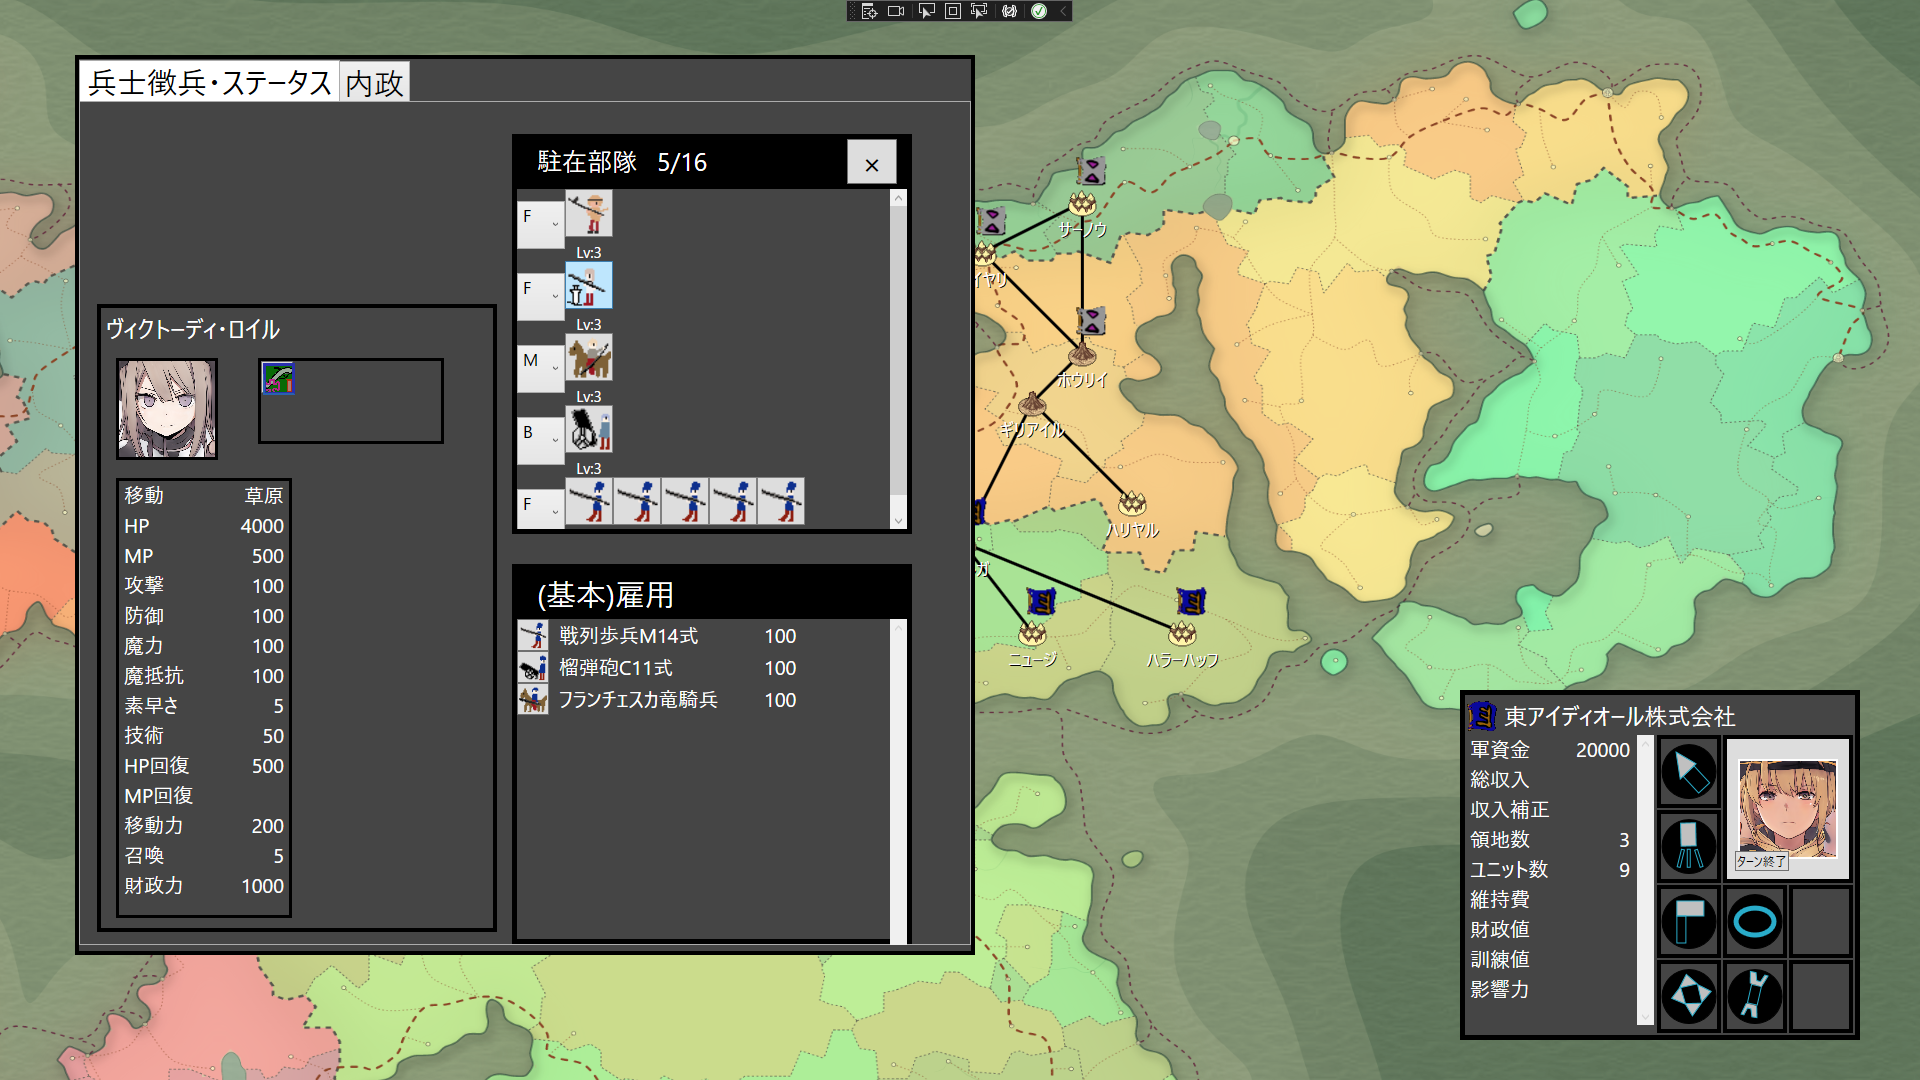 兵士徴兵・ステータス
内政
駐在部隊 5/16
×
F
Lv:3
F
Lv:3
M
Lv:3
B
Lv:3
F
ヴィクトーディ・ロイル
移動 草原
HP 4000
MP 500
攻撃 100
防御 100
魔力 100
魔抵抗 100
素早さ 5
技術 50
HP回復 500
MP回復
移動力 200
召喚 5
財政力 1000
(基本)雇用
戦列歩兵M14式 100
榴弾砲C11式 100
フランチェスカ竜騎兵 100
サーノウ
イヤリ
ホウリイ
ギリアイル
ハリヤル
ガ
ニュージ
ハラーハッフ
東アイディオール株式会社
軍資金 20000
総収入
収入補正
領地数 3
ユニット数 9
維持費
財政値
訓練値
影響力
ターン終了